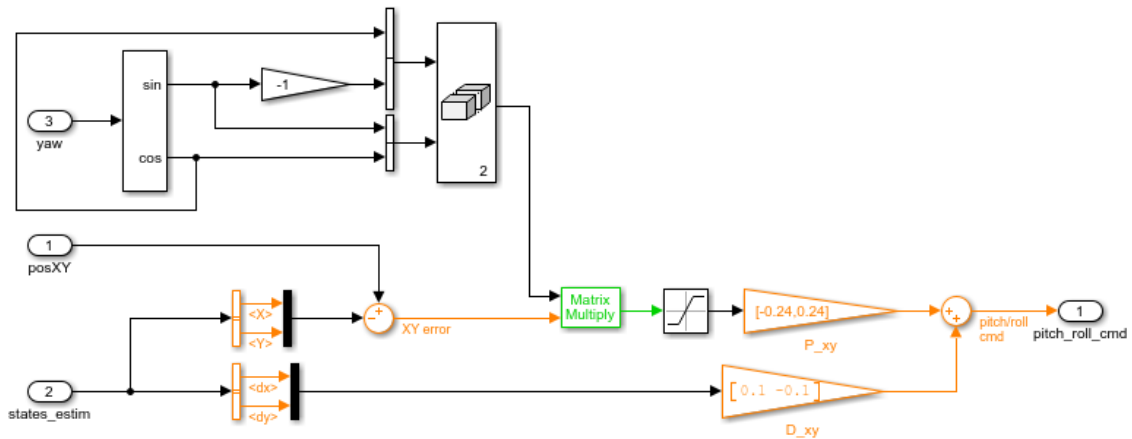 sin
-1
3
yaw
cos
2
1
posXY
<X>
<Y>
+
−
XY error
Matrix
Multiply
[-0.24,0.24]
P_xy
+
+
pitch/roll
cmd
1
pitch_roll_cmd
2
states_estim
<dx>
<dy>
[ 0.1 -0.1 ]
D_xy